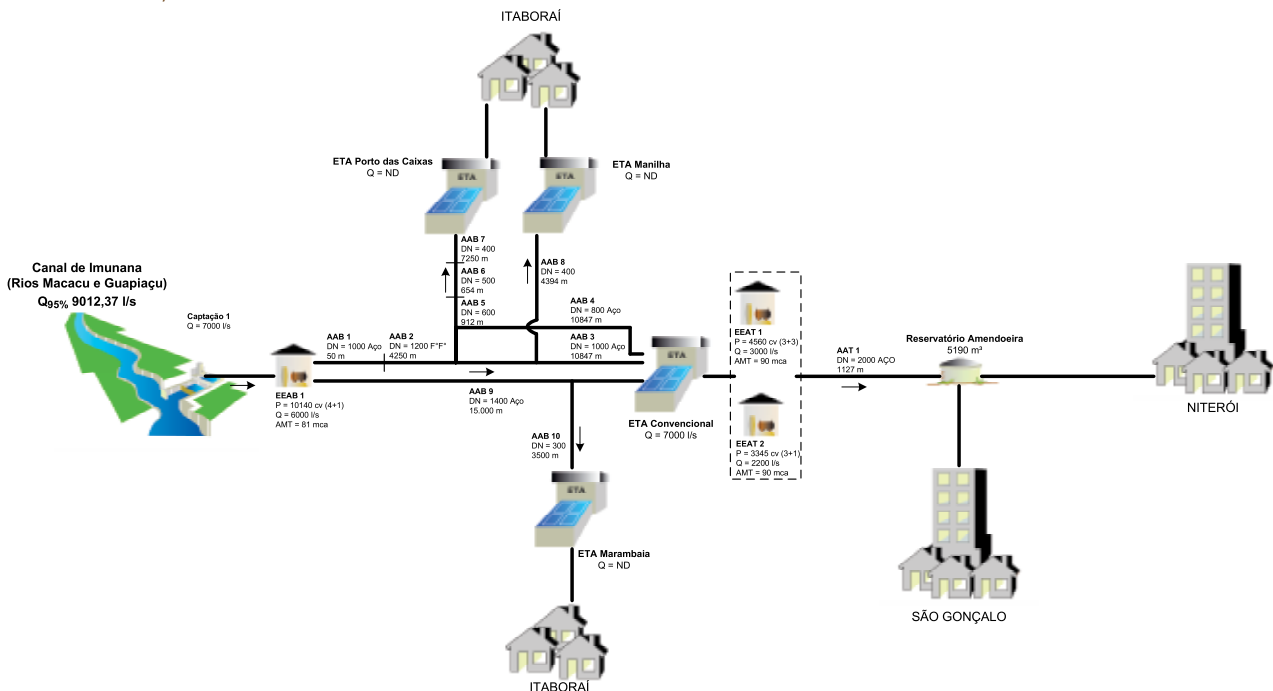 ITABORAÍ
ETA Porto das Caixas
Q = ND
ETA
ETA Manilha
Q = ND
ETA
AAB 7
DN = 400
7250 m
AAB 6
DN = 500
654 m
AAB 5
DN = 600
912 m
AAB 8
DN = 400
4394 m
AAB 4
DN = 800 Aço
10847 m
AAB 3
DN = 1000 Aço
10847 m
Canal de Imunana
(Rios Macacu e Guapiaçu)
Q95% 9012,37 l/s
Captação 1
Q = 7000 l/s
AAB 1
DN = 1000 Aço
50 m
AAB 2
DN = 1200 F°F°
4250 m
EEAB 1
P = 10140 cv (4+1)
Q = 6000 l/s
AMT = 81 mca
AAB 9
DN = 1400 Aço
15.000 m
ETA
ETA Convencional
Q = 7000 l/s
EEAT 1
P = 4560 cv (3+3)
Q = 3000 l/s
AMT = 90 mca
EEAT 2
P = 3345 cv (3+1)
Q = 2200 l/s
AMT = 90 mca
AAT 1
DN = 2000 AÇO
1127 m
Reservatório Amendoeira
5190 m³
NITERÓI
SÃO GONÇALO
AAB 10
DN = 300
3500 m
ETA
ETA Marambaia
Q = ND
ITABORAÍ